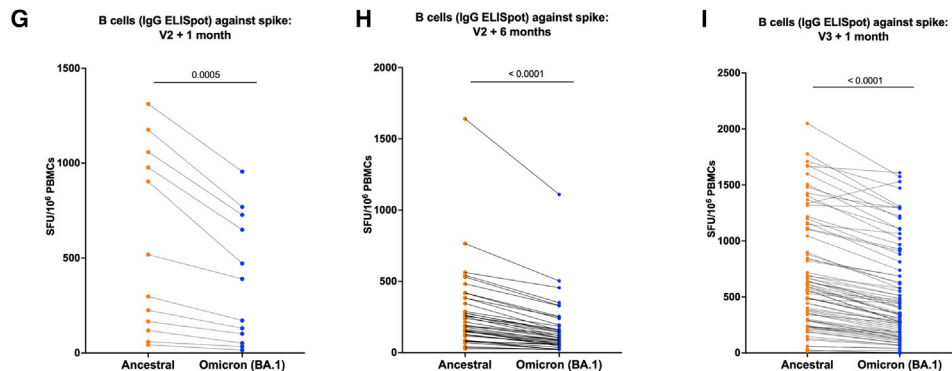 G
B cells (IgG ELISpot) against spike:
V2 + 1 month
1500
1000
500
0
SFU/10⁶ PBMCs
0.0005
Ancestral
Omicron (BA.1)
H
B cells (IgG ELISpot) against spike:
V2 + 6 months
2000
1500
1000
500
0
SFU/10⁶ PBMCs
< 0.0001
Ancestral
Omicron (BA.1)
I
B cells (IgG ELISpot) against spike:
V3 + 1 month
2500
2000
1500
1000
500
0
SFU/10⁶ PBMCs
< 0.0001
Ancestral
Omicron (BA.1)